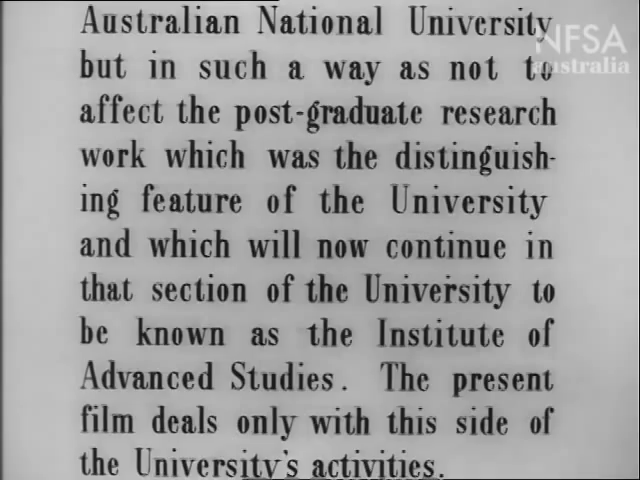 Australian National University
but in such a way as not to
affect the post-graduate research
work which was the distinguish-
ing feature of the University
and which will now continue in
that section of the University to
be known as the Institute of
Advanced Studies. The present
film deals only with this side of
the University's activities.
NFSA
australia